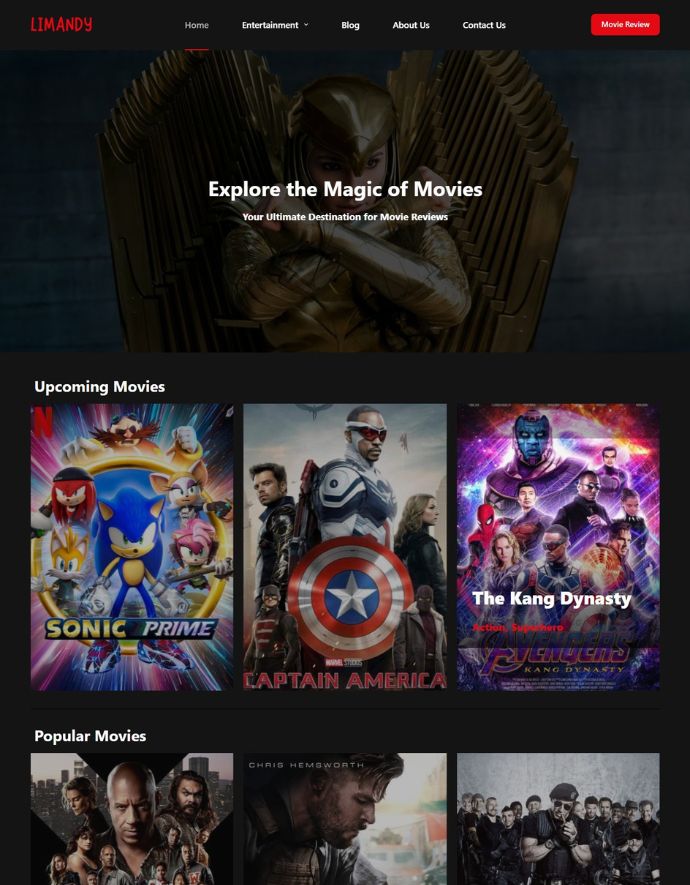 LIMANDY
Home
Entertainment
Blog
About Us
Contact Us
Movie Review
Explore the Magic of Movies
Your Ultimate Destination for Movie Reviews
Upcoming Movies
N
SONIC PRIME
MARVEL STUDIOS
CAPTAIN AMERICA
The Kang Dynasty
Action, Superhero
AVENGERS
KANG DYNASTY
Popular Movies
CHRIS HEMSWORTH